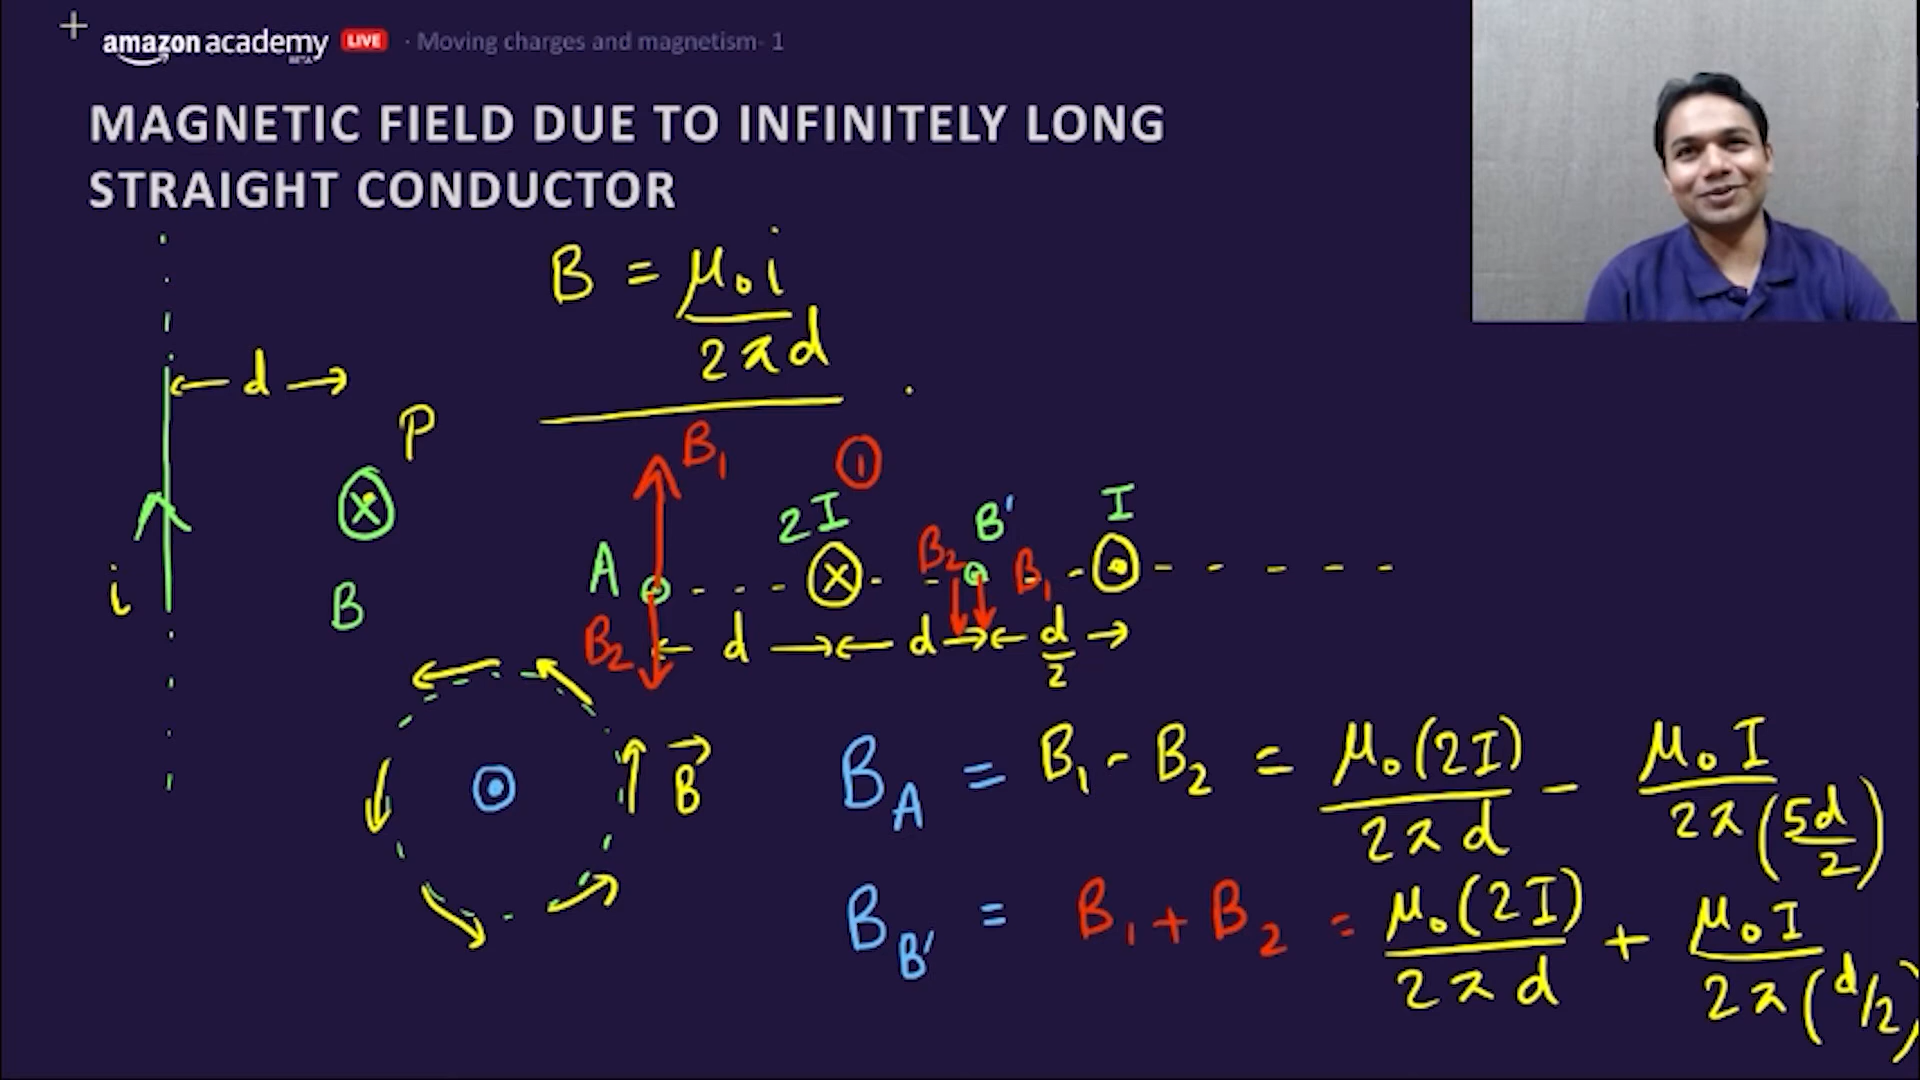 amazon academy LIVE · Moving charges and magnetism- 1
BETA
MAGNETIC FIELD DUE TO INFINITELY LONG
STRAIGHT CONDUCTOR
B = μ₀i / 2πd
← d →
P
B₁
①
2I
B'
I
A
B₂
B₁
i
B
B₂
← d → ← d → ← d/2 →
B⃗
B_A = B₁ - B₂ = μ₀(2I) / 2πd - μ₀I / 2π(5d/2)
B_B' = B₁ + B₂ = μ₀(2I) / 2πd + μ₀I / 2π(d/2)